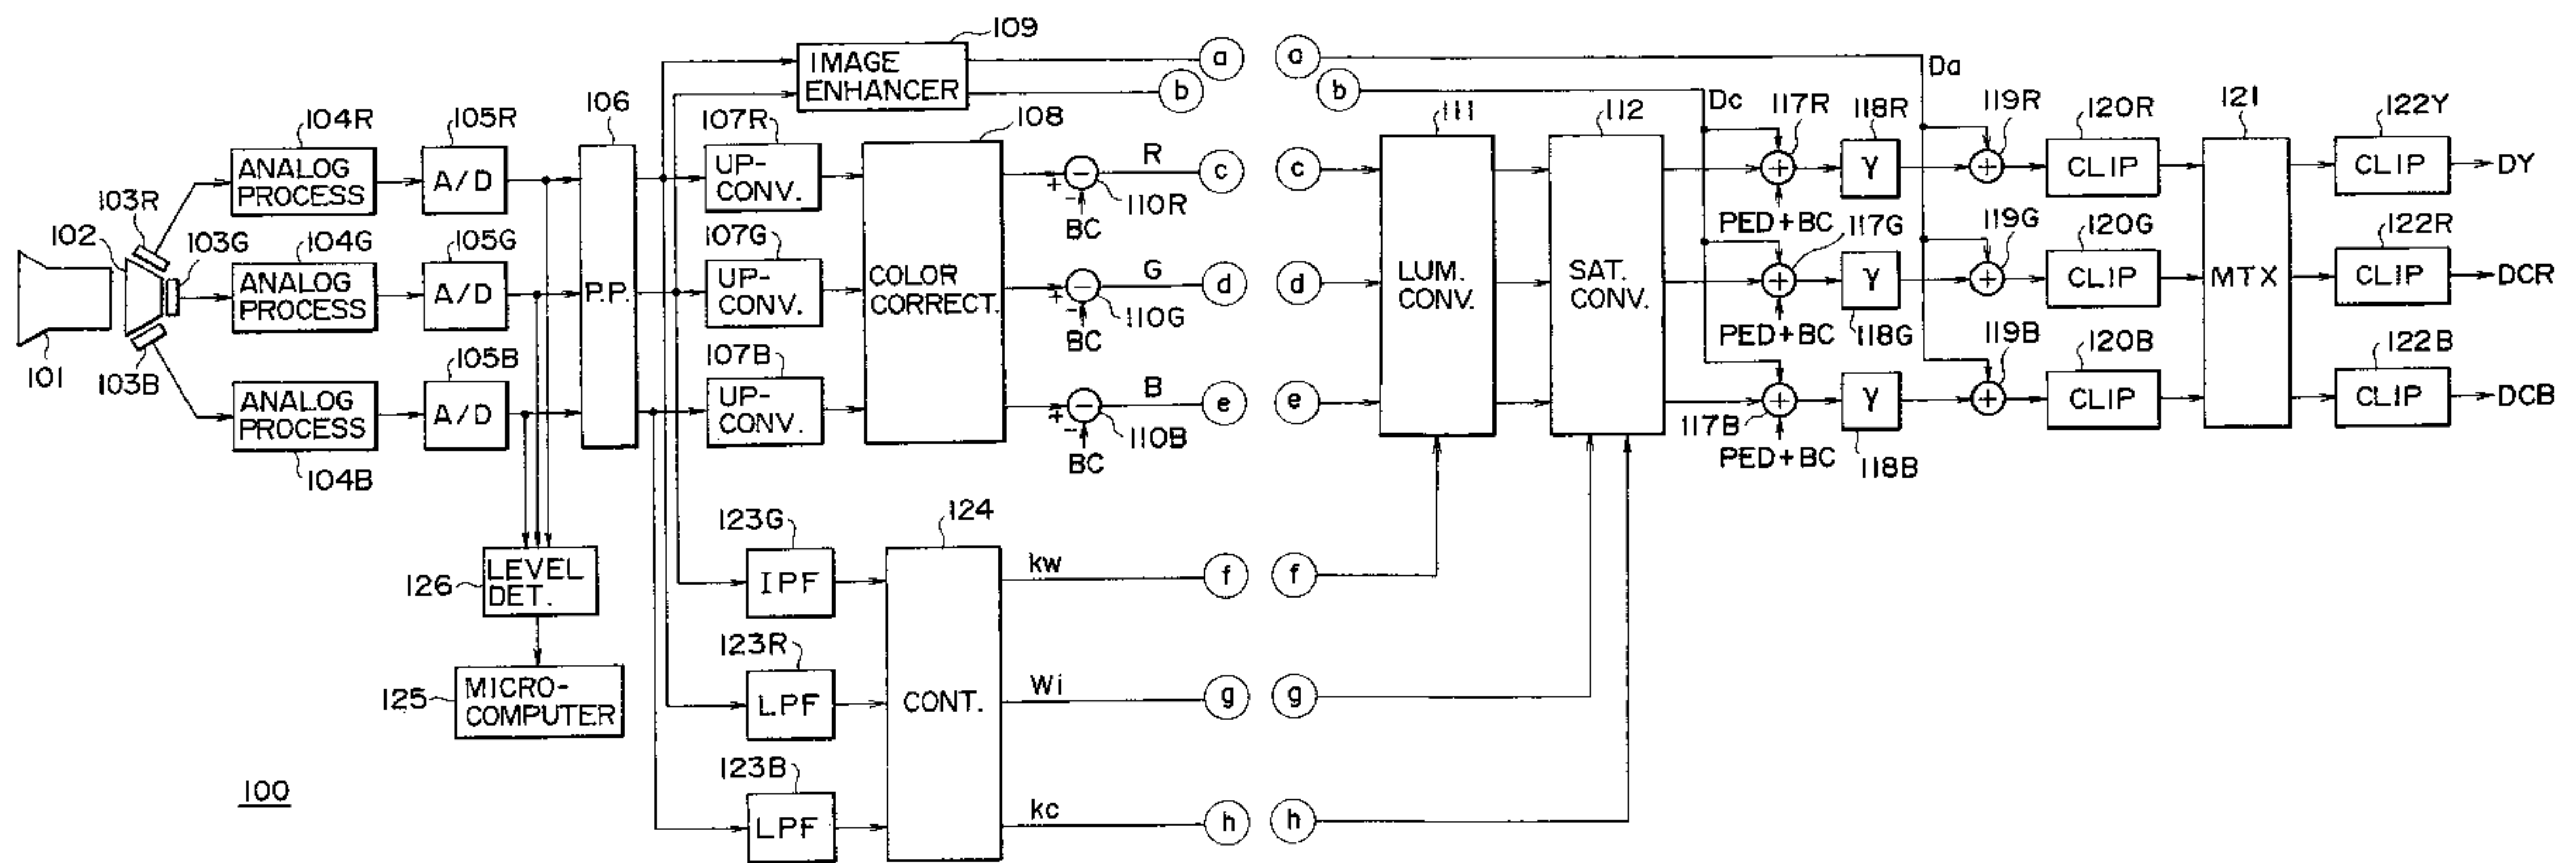 109
IMAGE
ENHANCER
a
b
a
b
Da
Dc
106
104R
ANALOG
PROCESS
105R
A/D
107R
UP-
CONV.
108
COLOR
CORRECT.
R
c
+
-
BC
110R
c
111
LUM.
CONV.
112
SAT.
CONV.
117R
+
PED+BC
118R
γ
119R
+
120R
CLIP
121
MTX
122Y
CLIP
DY
103R
102
103G
101
103B
104G
ANALOG
PROCESS
105G
A/D
P.P.
107G
UP-
CONV.
G
d
+
-
BC
110G
d
117G
+
PED+BC
γ
118G
119G
+
120G
CLIP
122R
CLIP
DCR
105B
ANALOG
PROCESS
104B
A/D
107B
UP-
CONV.
B
e
+
-
BC
110B
e
117B
+
PED+BC
γ
118B
119B
+
120B
CLIP
122B
CLIP
DCB
126
LEVEL
DET.
125
MICRO-
COMPUTER
123G
IPF
123R
LPF
123B
LPF
124
CONT.
kw
f
f
Wi
g
g
kc
h
h
100